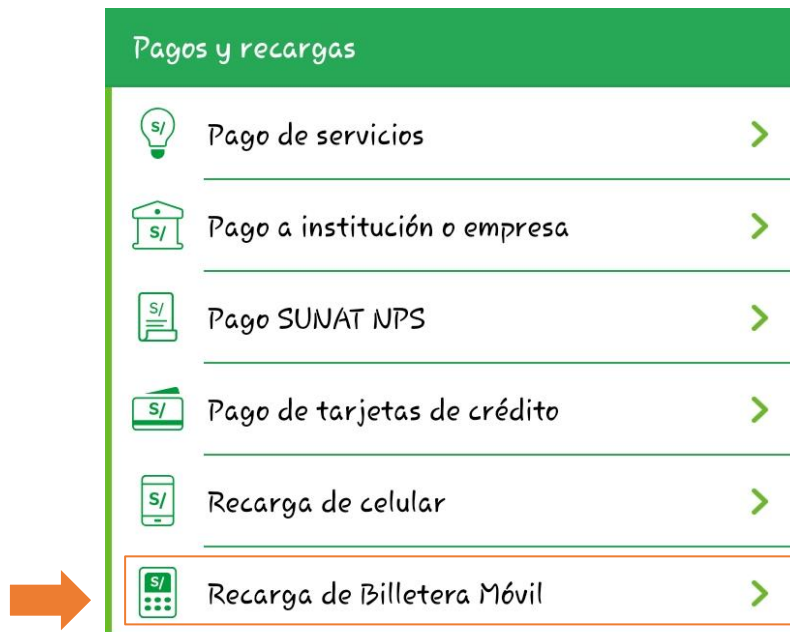 Pagos y recargas
S/ Pago de servicios
S/ Pago a institución o empresa
S/ Pago SUNAT NPS
S/ Pago de tarjetas de crédito
S/ Recarga de celular
S/ Recarga de Billetera Móvil